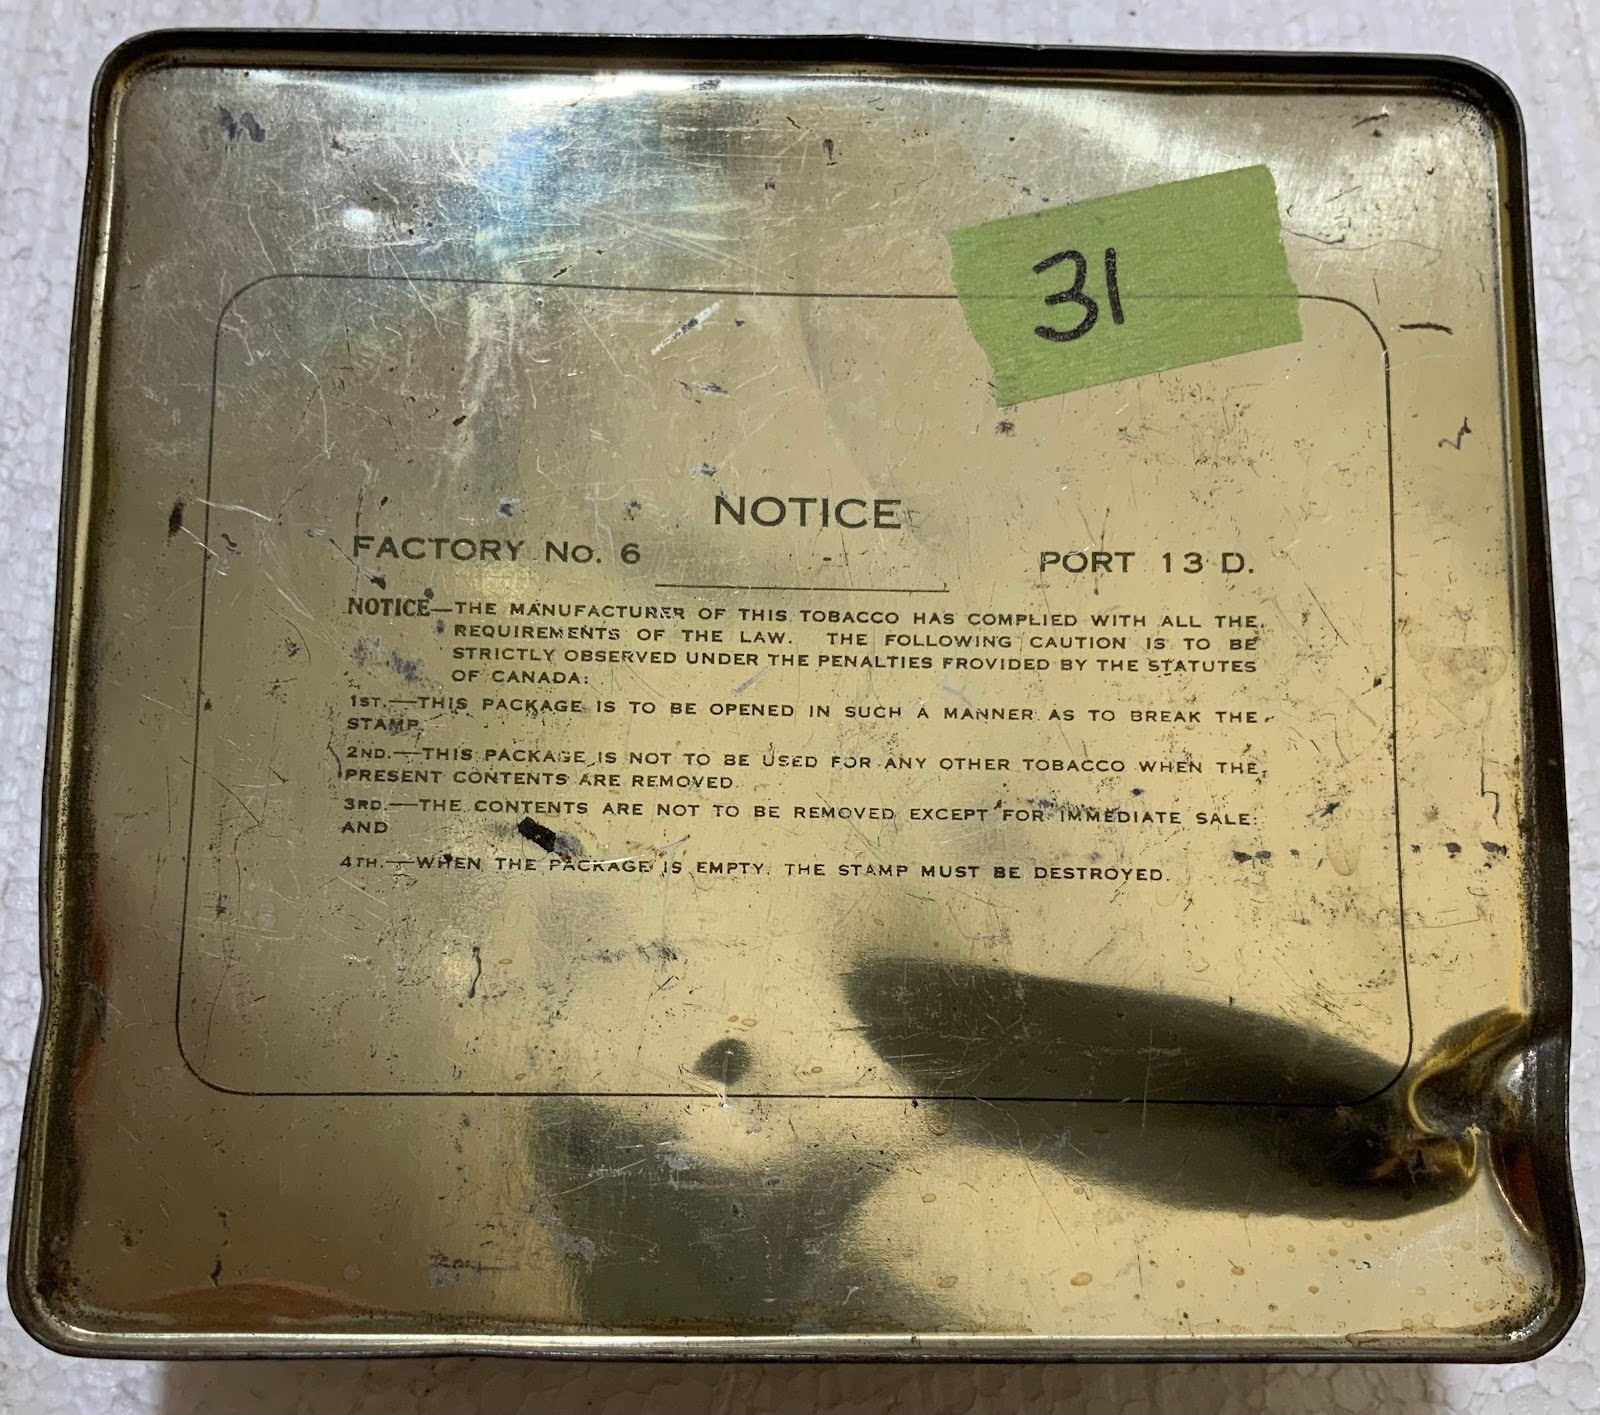 31
NOTICE
FACTORY No. 6
PORT 13 D.
NOTICE—THE MANUFACTURER OF THIS TOBACCO HAS COMPLIED WITH ALL THE
REQUIREMENTS OF THE LAW. THE FOLLOWING CAUTION IS TO BE
STRICTLY OBSERVED UNDER THE PENALTIES PROVIDED BY THE STATUTES
OF CANADA:
1ST.—THIS PACKAGE IS TO BE OPENED IN SUCH A MANNER AS TO BREAK THE
STAMP.
2ND.—THIS PACKAGE IS NOT TO BE USED FOR ANY OTHER TOBACCO WHEN THE
PRESENT CONTENTS ARE REMOVED.
3RD.—THE CONTENTS ARE NOT TO BE REMOVED EXCEPT FOR IMMEDIATE SALE:
AND
4TH.—WHEN THE PACKAGE IS EMPTY. THE STAMP MUST BE DESTROYED.